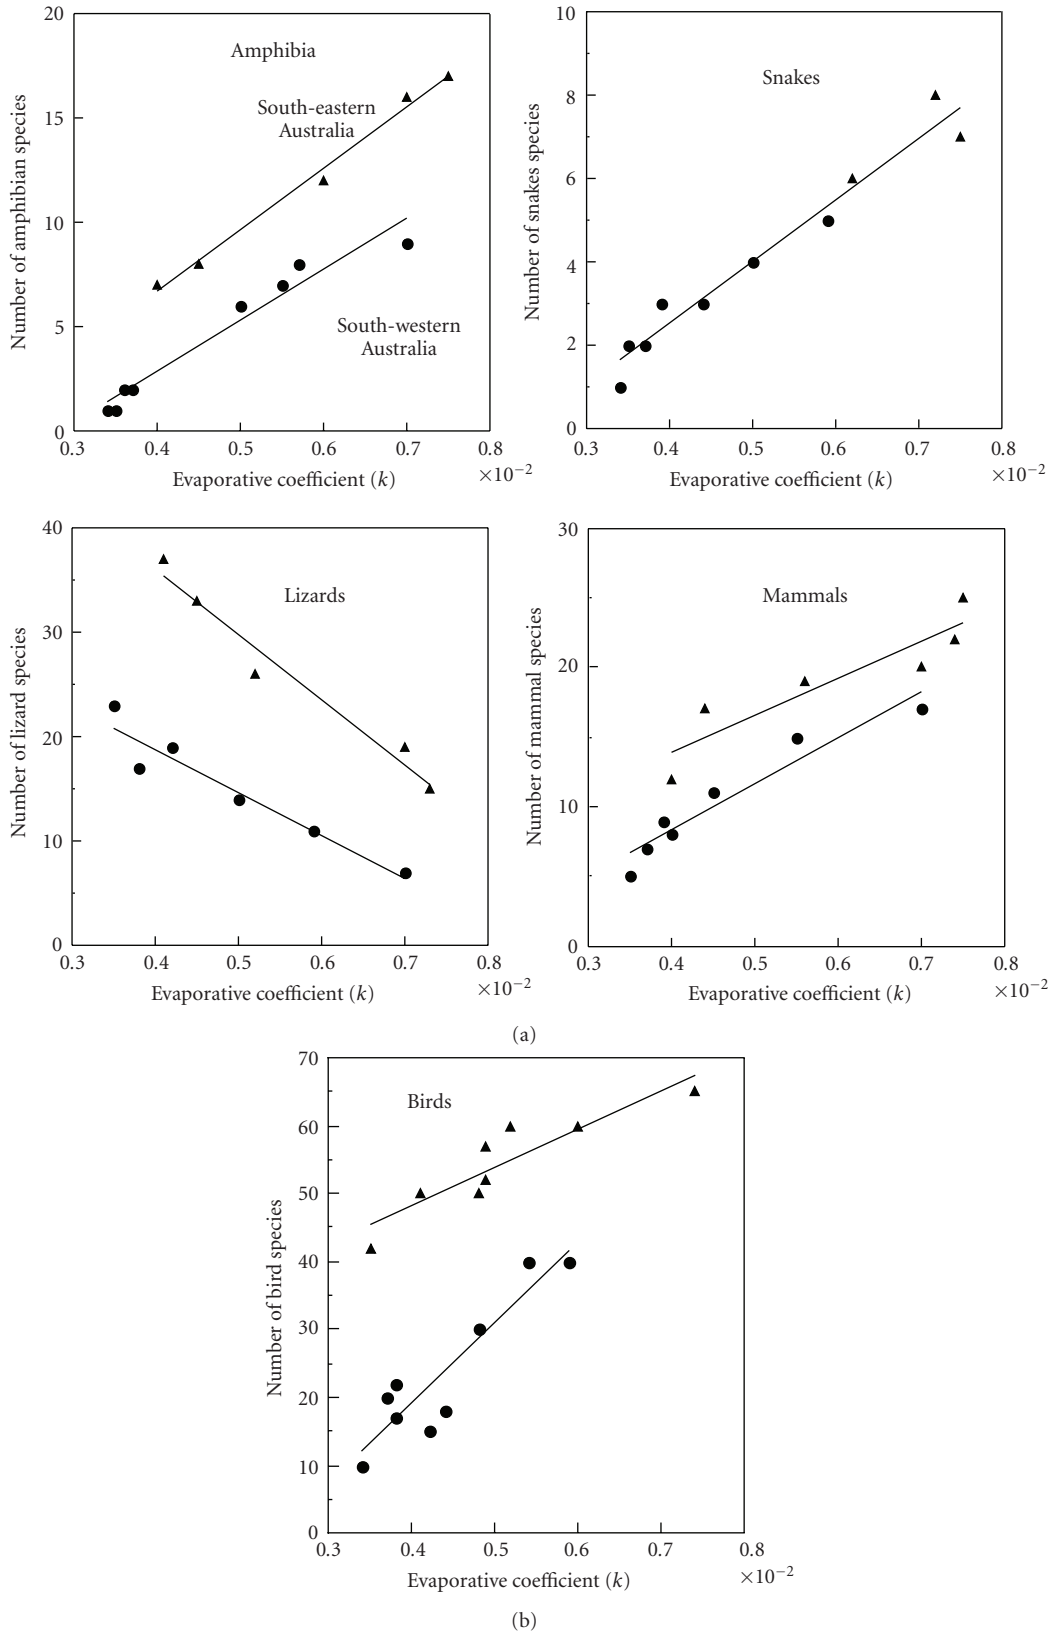 Amphibia
South-eastern
Australia
South-western
Australia
Number of amphibian species
20
15
10
5
0
0.3 0.4 0.5 0.6 0.7 0.8
Evaporative coefficient (k)
×10−2
Snakes
Number of snakes species
10
8
6
4
2
0
0.3 0.4 0.5 0.6 0.7 0.8
Evaporative coefficient (k)
×10−2
Lizards
Number of lizard species
40
30
20
10
0
0.3 0.4 0.5 0.6 0.7 0.8
Evaporative coefficient (k)
×10−2
Mammals
Number of mammal species
30
20
10
0
0.3 0.4 0.5 0.6 0.7 0.8
Evaporative coefficient (k)
×10−2
(a)
Birds
Number of bird species
70
60
50
40
30
20
10
0
0.3 0.4 0.5 0.6 0.7 0.8
Evaporative coefficient (k)
×10−2
(b)